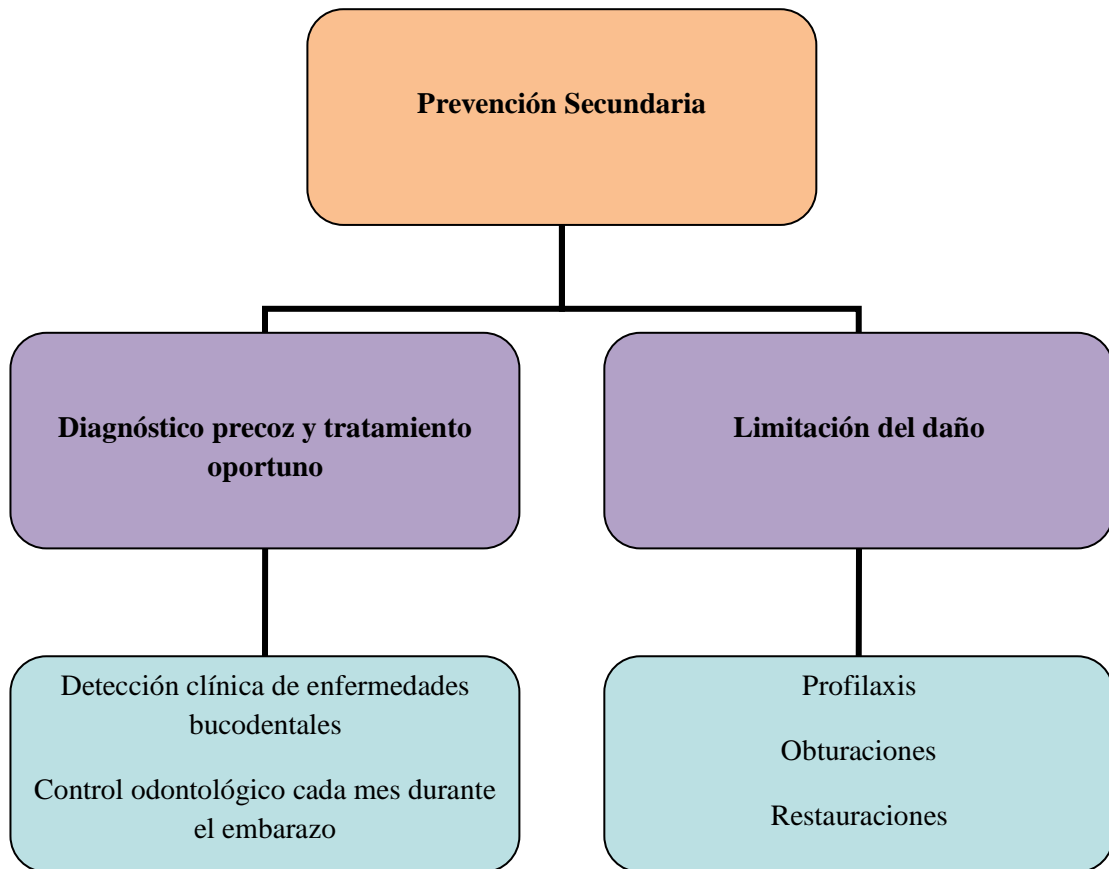 Prevención Secundaria
Diagnóstico precoz y tratamiento
oportuno
Limitación del daño
Detección clínica de enfermedades
bucodentales
Control odontológico cada mes durante
el embarazo
Profilaxis
Obturaciones
Restauraciones